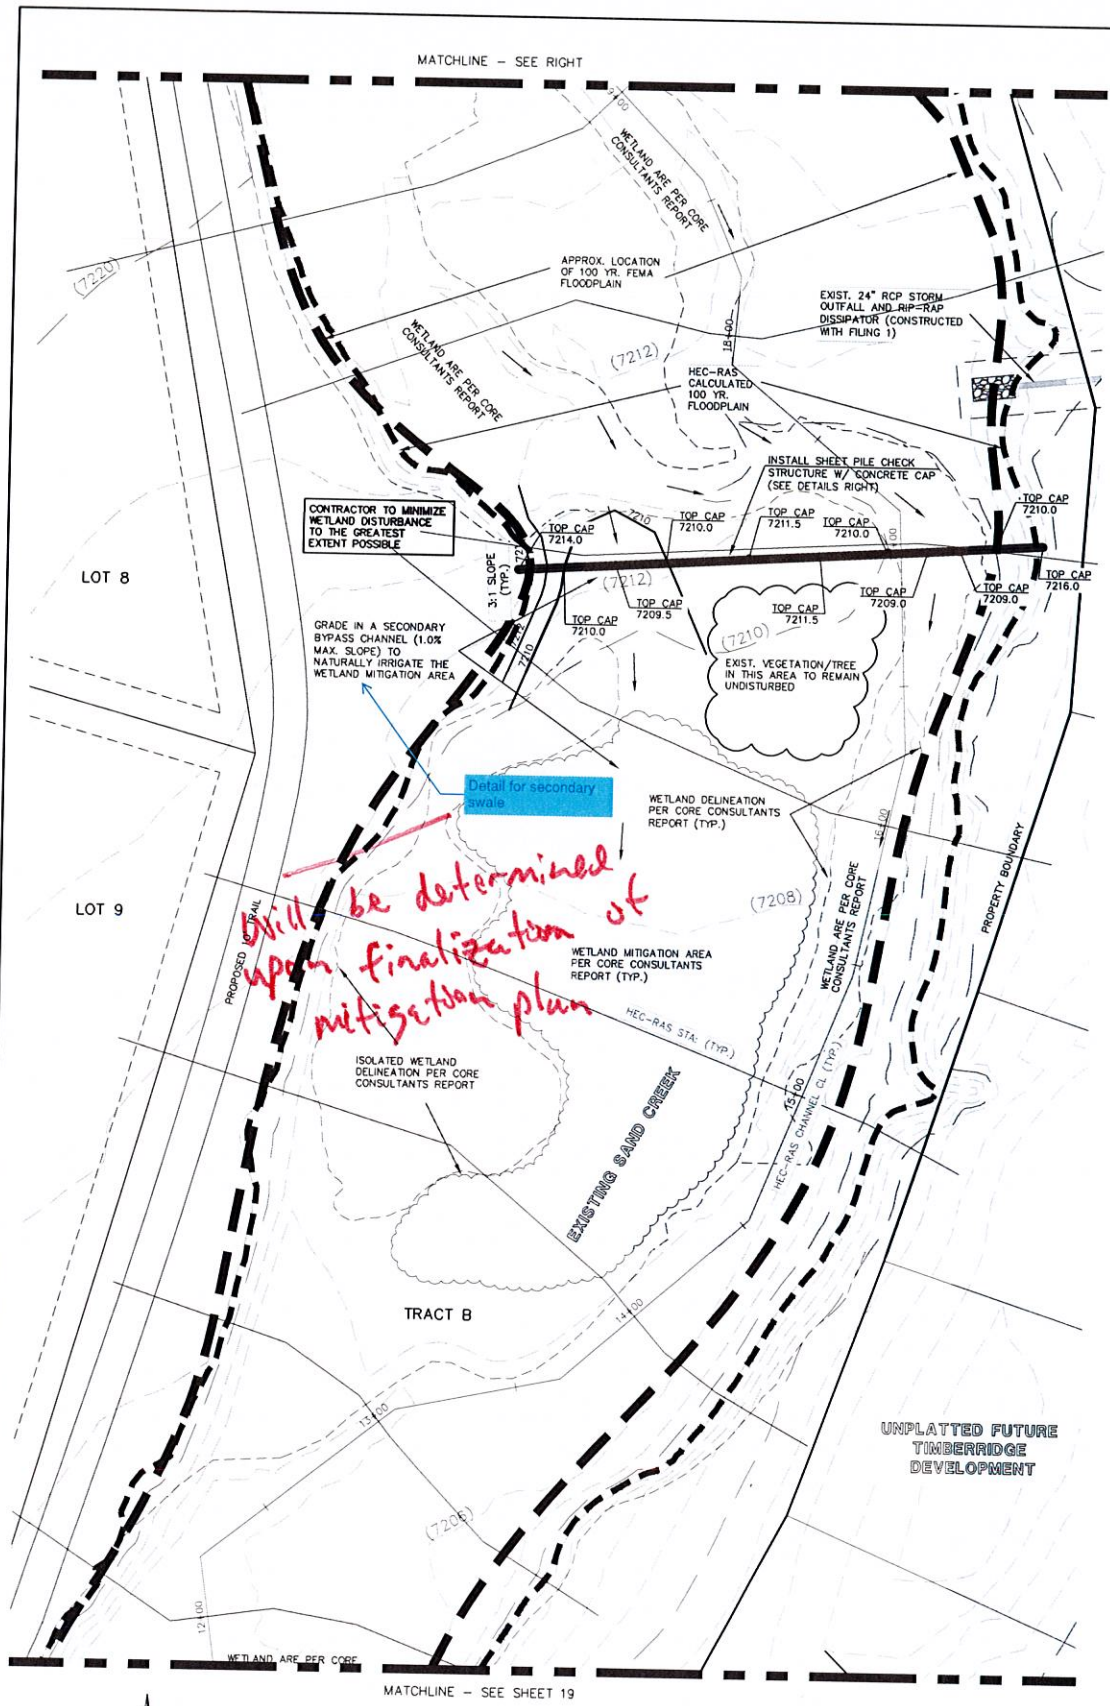 MATCHLINE – SEE RIGHT
19+00
WETLAND ARE PER CORE
CONSULTANTS REPORT
(7220)
APPROX. LOCATION
OF 100 YR. FEMA
FLOODPLAIN
EXIST. 24" RCP STORM
OUTFALL AND RIP-RAP
DISSIPATOR (CONSTRUCTED
WITH FILING 1)
WETLAND ARE PER CORE
CONSULTANTS REPORT
18+00
(7212)
HEC-RAS
CALCULATED
100 YR.
FLOODPLAIN
INSTALL SHEET PILE CHECK
STRUCTURE W/ CONCRETE CAP
(SEE DETAILS RIGHT)
CONTRACTOR TO MINIMIZE
WETLAND DISTURBANCE
TO THE GREATEST
EXTENT POSSIBLE
TOP CAP
7214.0
7210
TOP CAP
7210.0
TOP CAP
7211.5
TOP CAP
7210.0
TOP CAP
7210.0
LOT 8
3:1 SLOPE
(TYP.)
7212
(7212)
TOP CAP
7210.0
TOP CAP
7209.5
TOP CAP
7211.5
TOP CAP
7209.0
TOP CAP
7209.0
TOP CAP
7216.0
GRADE IN A SECONDARY
BYPASS CHANNEL (1.0%
MAX. SLOPE) TO
NATURALLY IRRIGATE THE
WETLAND MITIGATION AREA
7210
(7210)
EXIST. VEGETATION/TREE
IN THIS AREA TO REMAIN
UNDISTURBED
Detail for secondary
swale
WETLAND DELINEATION
PER CORE CONSULTANTS
REPORT (TYP.)
16+00
PROPERTY BOUNDARY
LOT 9
Will be determined
upon finalization of
mitigation plan
(7208)
PROPOSED 10' TRAIL
WETLAND MITIGATION AREA
PER CORE CONSULTANTS
REPORT (TYP.)
WETLAND ARE PER CORE
CONSULTANTS REPORT
HEC-RAS STA: (TYP.)
ISOLATED WETLAND
DELINEATION PER CORE
CONSULTANTS REPORT
15+00
HEC-RAS CHANNEL CL (TYP.)
EXISTING SAND CREEK
TRACT B
14+00
13+00
UNPLATTED FUTURE
TIMBERRIDGE
DEVELOPMENT
(7206)
12+00
WETLAND ARE PER CORE
MATCHLINE – SEE SHEET 19